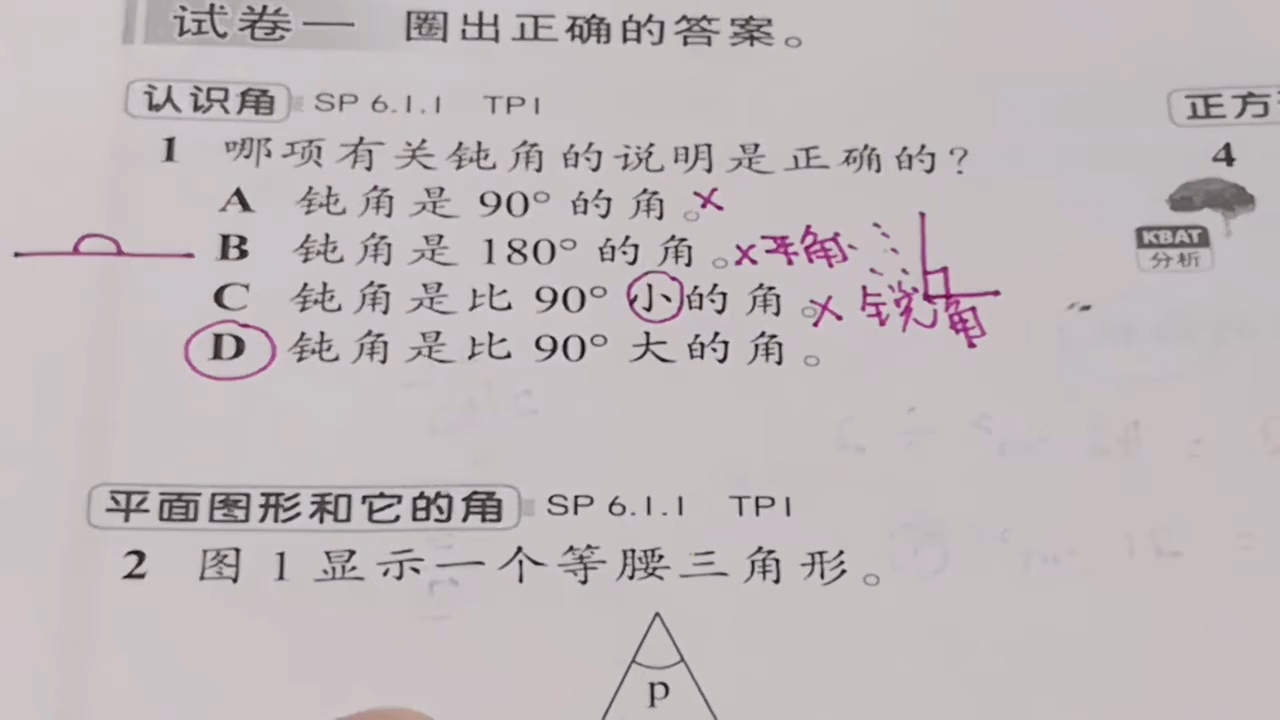 试卷一 圈出正确的答案。
认识角 SP 6.1.1 TP1
1 哪项有关钝角的说明是正确的?
A 钝角是 90° 的角。x
B 钝角是 180° 的角。x 平角
C 钝角是比 90° 小的角。x 锐角
D 钝角是比 90° 大的角。
平面图形和它的角 SP 6.1.1 TP1
2 图 1 显示一个等腰三角形。
p
正方
4
KBAT
分析